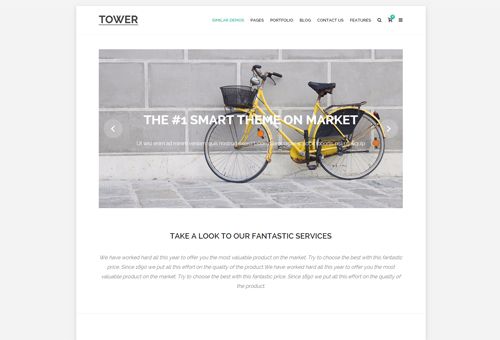 TOWER
SIMILAR DEMOS PAGES PORTFOLIO BLOG CONTACT US FEATURES
THE #1 SMART THEME ON MARKET
Ut wisi enim ad minim veniam, quis nostrud
TAKE A LOOK TO OUR FANTASTIC SERVICES
We have worked hard all this year to offer you the most valuable product on the market. Try to choose the best with this fantastic
price. Since 1890 we put all this effort on the quality of the product.We have worked hard all this year to offer you the most
valuable product on the market. Try to choose the best with this fantastic price. Since 1890 we put all this effort on the quality of
the product.